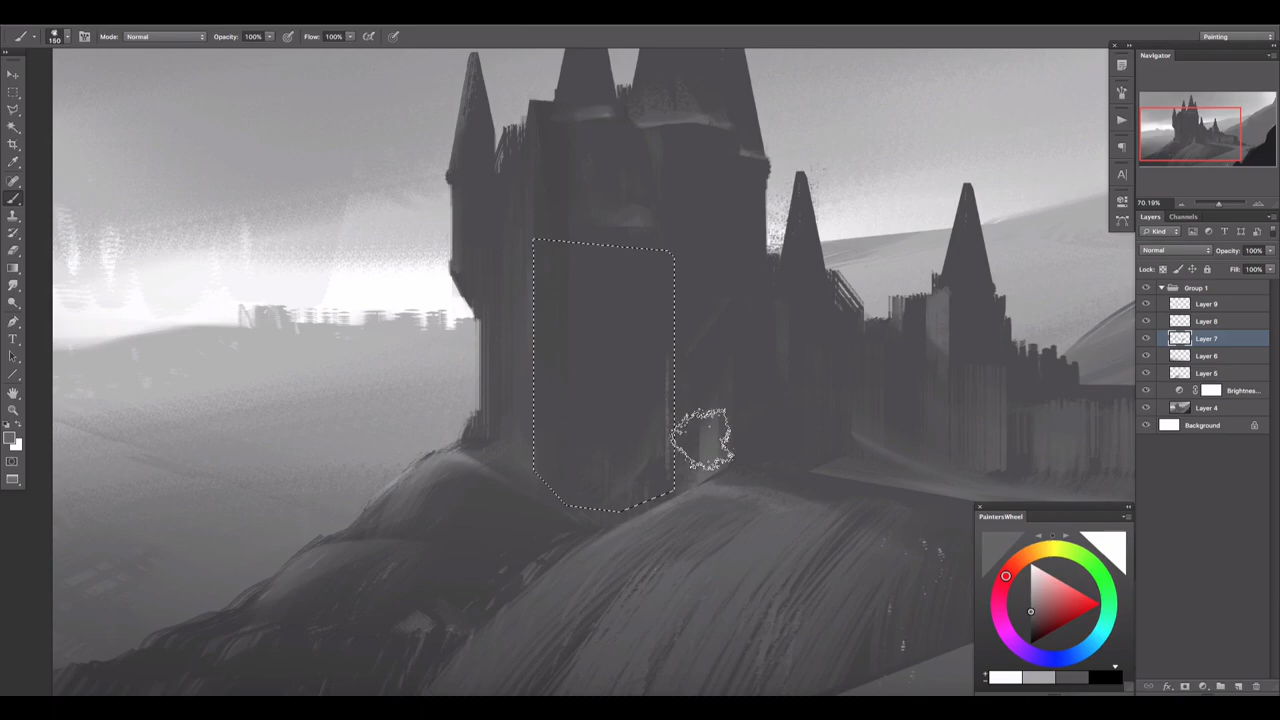 150 Mode: Normal Opacity: 100% Flow: 100% Painting
Navigator
70.19%
Layers Channels
Kind
Normal Opacity: 100%
Lock: Fill: 100%
Group 1
Layer 9
Layer 8
Layer 7
Layer 6
Layer 5
Brightnes...
Layer 4
Background
PaintersWheel